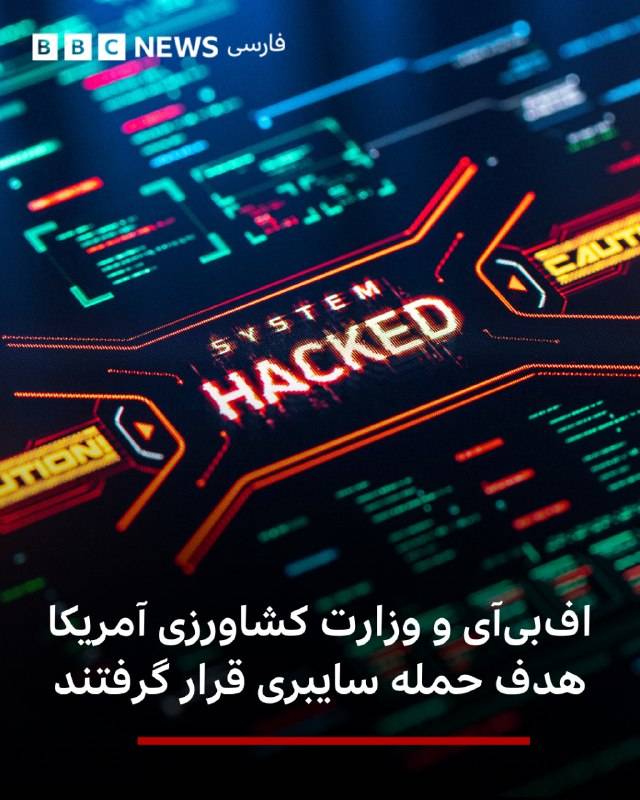 BBC NEWS فارسی
CAUTI
SYSTEM
HACKED
UTION!
اف‌بی‌آی و وزارت کشاورزی آمریکا
هدف حمله سایبری قرار گرفتند